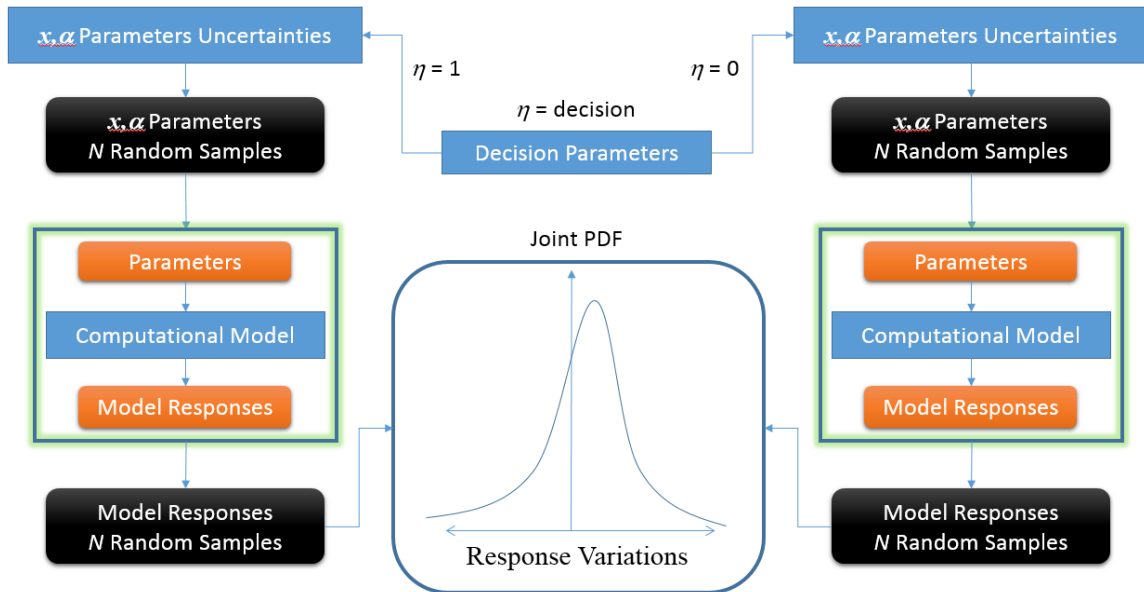 x,α Parameters Uncertainties
x,α Parameters
N Random Samples
Parameters
Computational Model
Model Responses
Model Responses
N Random Samples
η = 1
η = 0
η = decision
Decision Parameters
Joint PDF
Response Variations
x,α Parameters Uncertainties
x,α Parameters
N Random Samples
Parameters
Computational Model
Model Responses
Model Responses
N Random Samples